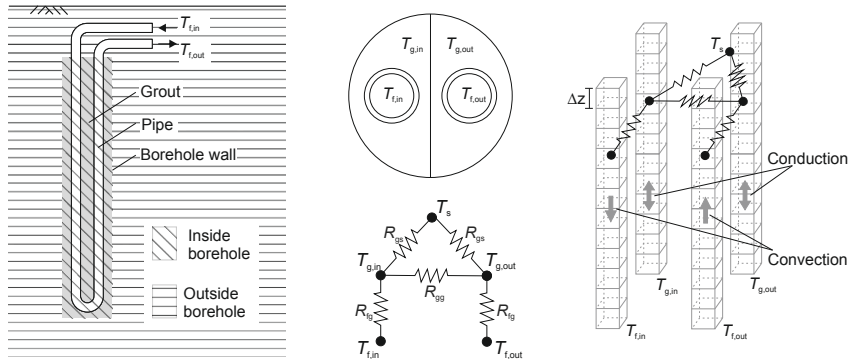 T_f,in
T_f,out
Grout
Pipe
Borehole wall
Inside
borehole
Outside
borehole
T_g,in
T_g,out
T_f,in
T_f,out
T_s
R_gs
R_gs
T_g,in
T_g,out
R_gg
R_fg
R_fg
T_f,in
T_f,out
T_s
Δz
Conduction
Convection
T_g,in
T_g,out
T_f,in
T_f,out